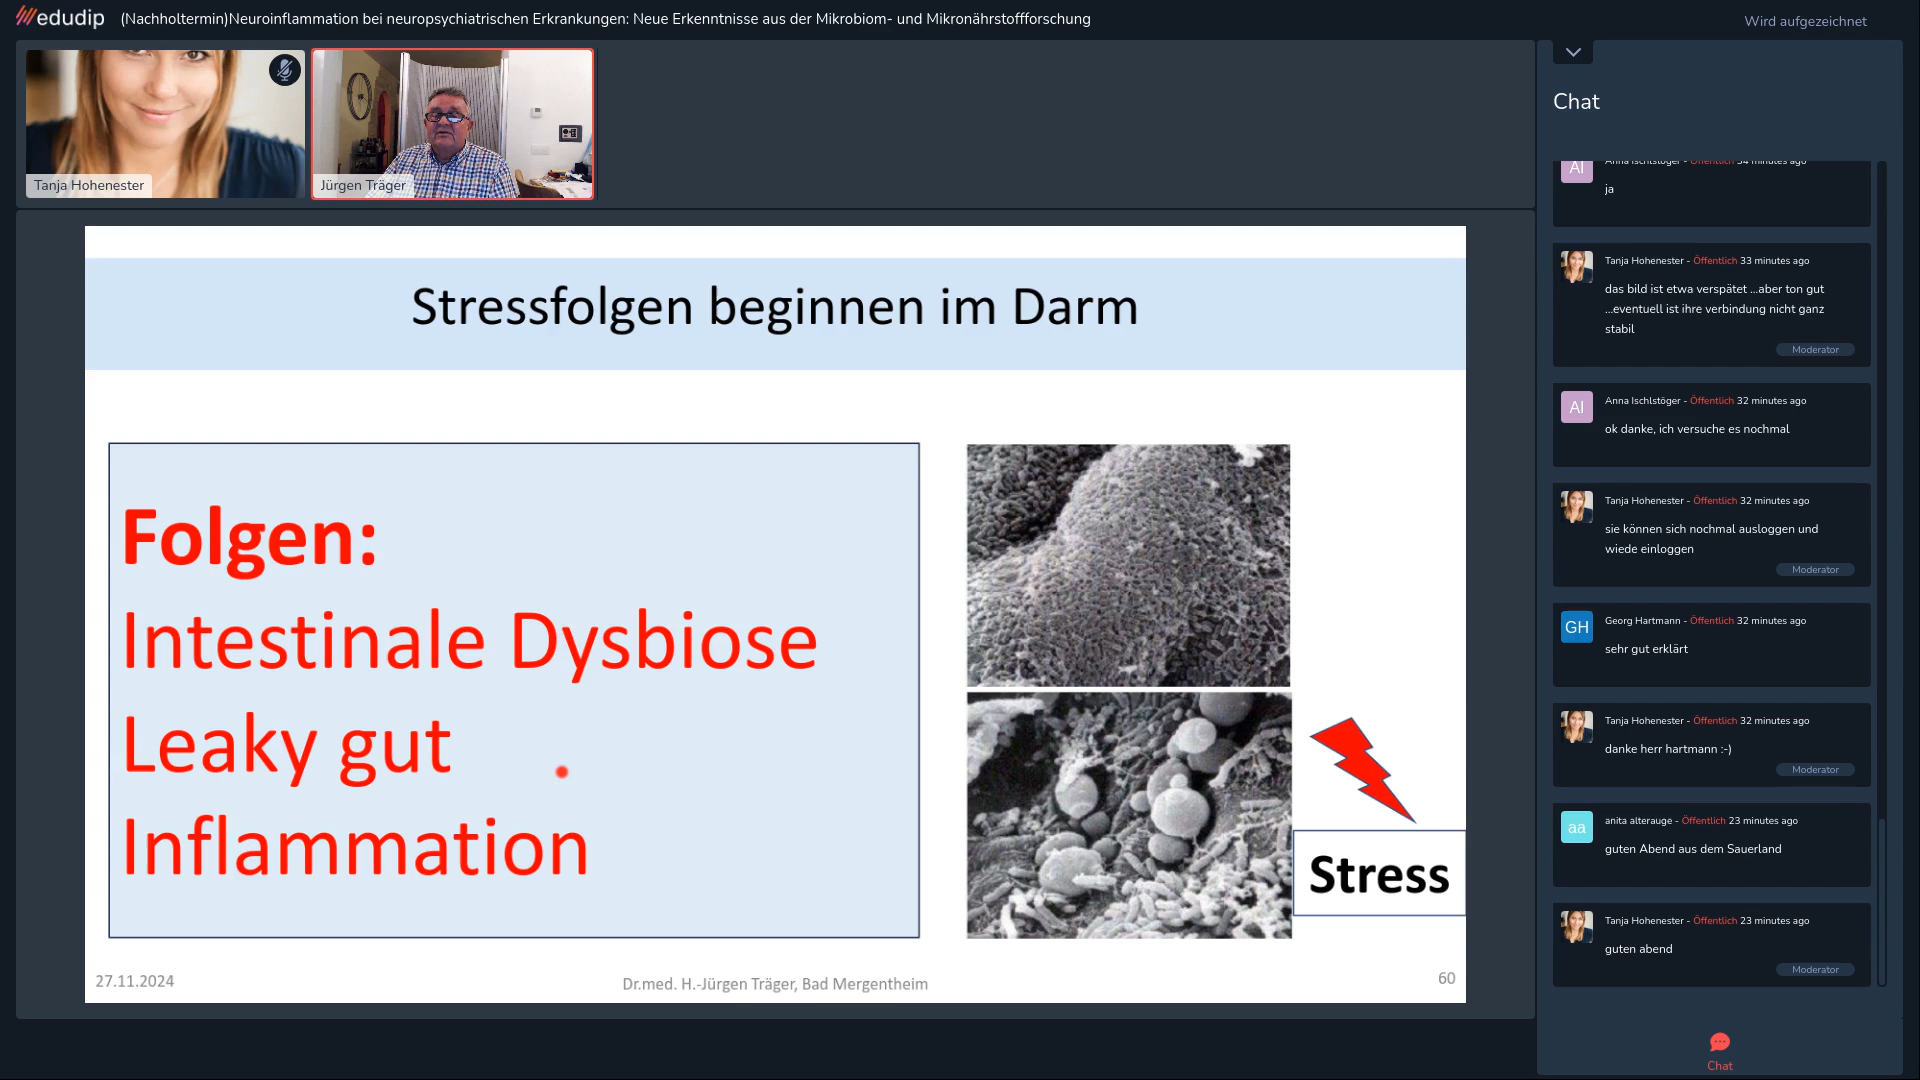 edudip
(Nachholtermin)Neuroinflammation bei neuropsychiatrischen Erkrankungen: Neue Erkenntnisse aus der Mikrobiom- und Mikronährstoffforschung
Wird aufgezeichnet
Tanja Hohenester
Jürgen Träger
Stressfolgen beginnen im Darm
Folgen:
Intestinale Dysbiose
Leaky gut
Inflammation
Stress
27.11.2024
Dr.med. H.-Jürgen Träger, Bad Mergentheim
60
Chat
AI
Anna Ischlstöger - Öffentlich 34 minutes ago
ja
Tanja Hohenester - Öffentlich 33 minutes ago
das bild ist etwa verspätet ...aber ton gut
...eventuell ist ihre verbindung nicht ganz
stabil
Moderator
AI
Anna Ischlstöger - Öffentlich 32 minutes ago
ok danke, ich versuche es nochmal
Tanja Hohenester - Öffentlich 32 minutes ago
sie können sich nochmal ausloggen und
wiede einloggen
Moderator
GH
Georg Hartmann - Öffentlich 32 minutes ago
sehr gut erklärt
Tanja Hohenester - Öffentlich 32 minutes ago
danke herr hartmann :-)
Moderator
aa
anita alterauge - Öffentlich 23 minutes ago
guten Abend aus dem Sauerland
Tanja Hohenester - Öffentlich 23 minutes ago
guten abend
Moderator
Chat